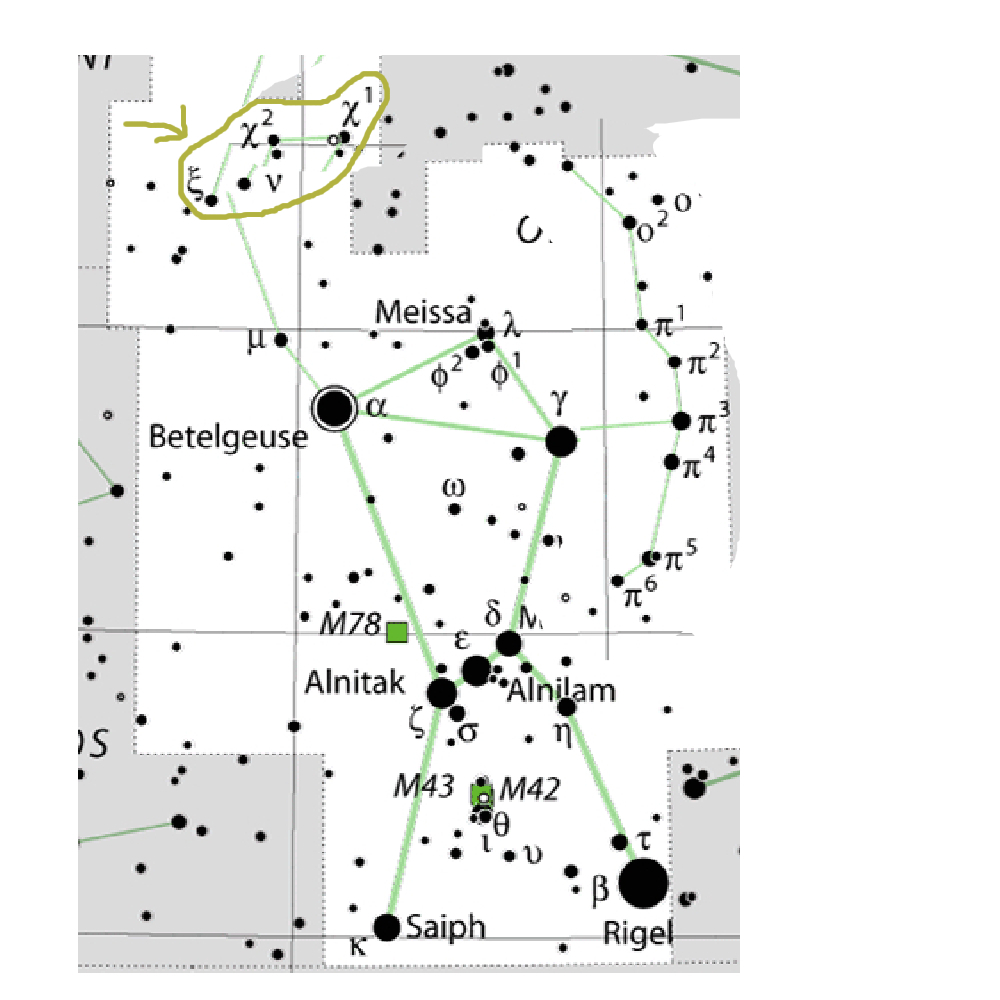 χ²
χ¹
ξ
ν
ο²
π¹
π²
π³
π⁴
π⁵
π⁶
Meissa
λ
φ²
φ¹
μ
α
γ
Betelgeuse
ω
M78
δ
ε
Alnitak
Alnilam
ζ
σ
η
M43
M42
θ
ι
υ
τ
β
Rigel
κ
Saiph